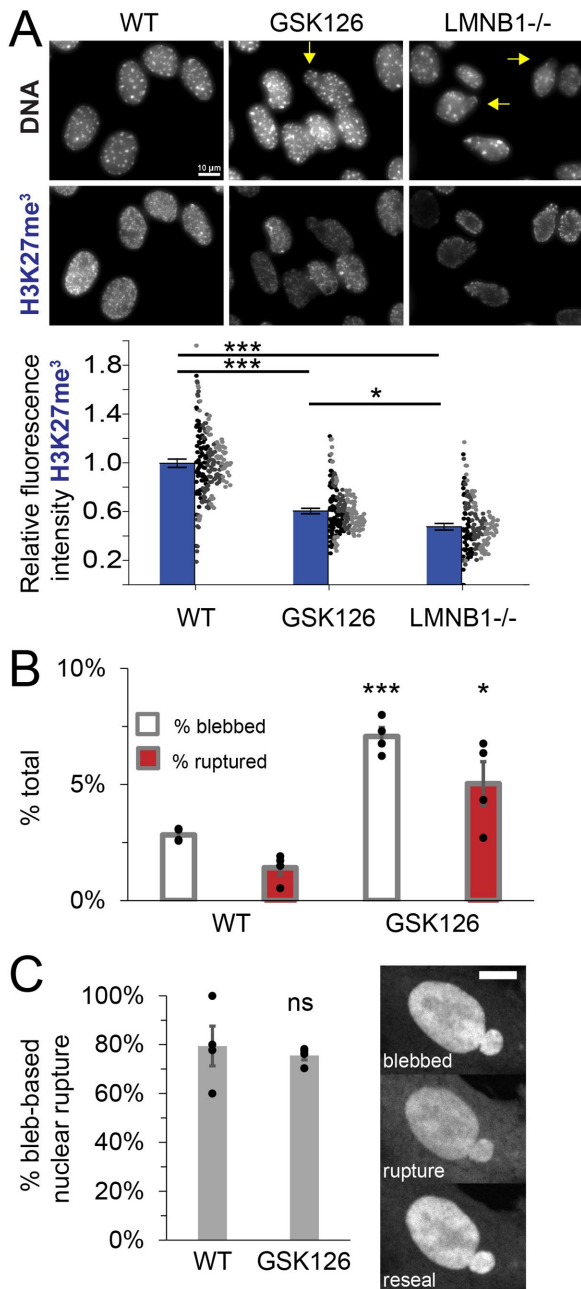 A
WT GSK126 LMNB1-/-
DNA
10 µm
H3K27me³
Relative fluorescence
intensity H3K27me³
1.8
1.4
1.0
0.6
0.2
***
***
*
WT GSK126 LMNB1-/-
B
% total
10%
5%
0%
% blebbed
% ruptured
***
*
WT GSK126
C
% bleb-based
nuclear rupture
100%
80%
60%
40%
20%
0%
ns
WT GSK126
blebbed
rupture
reseal